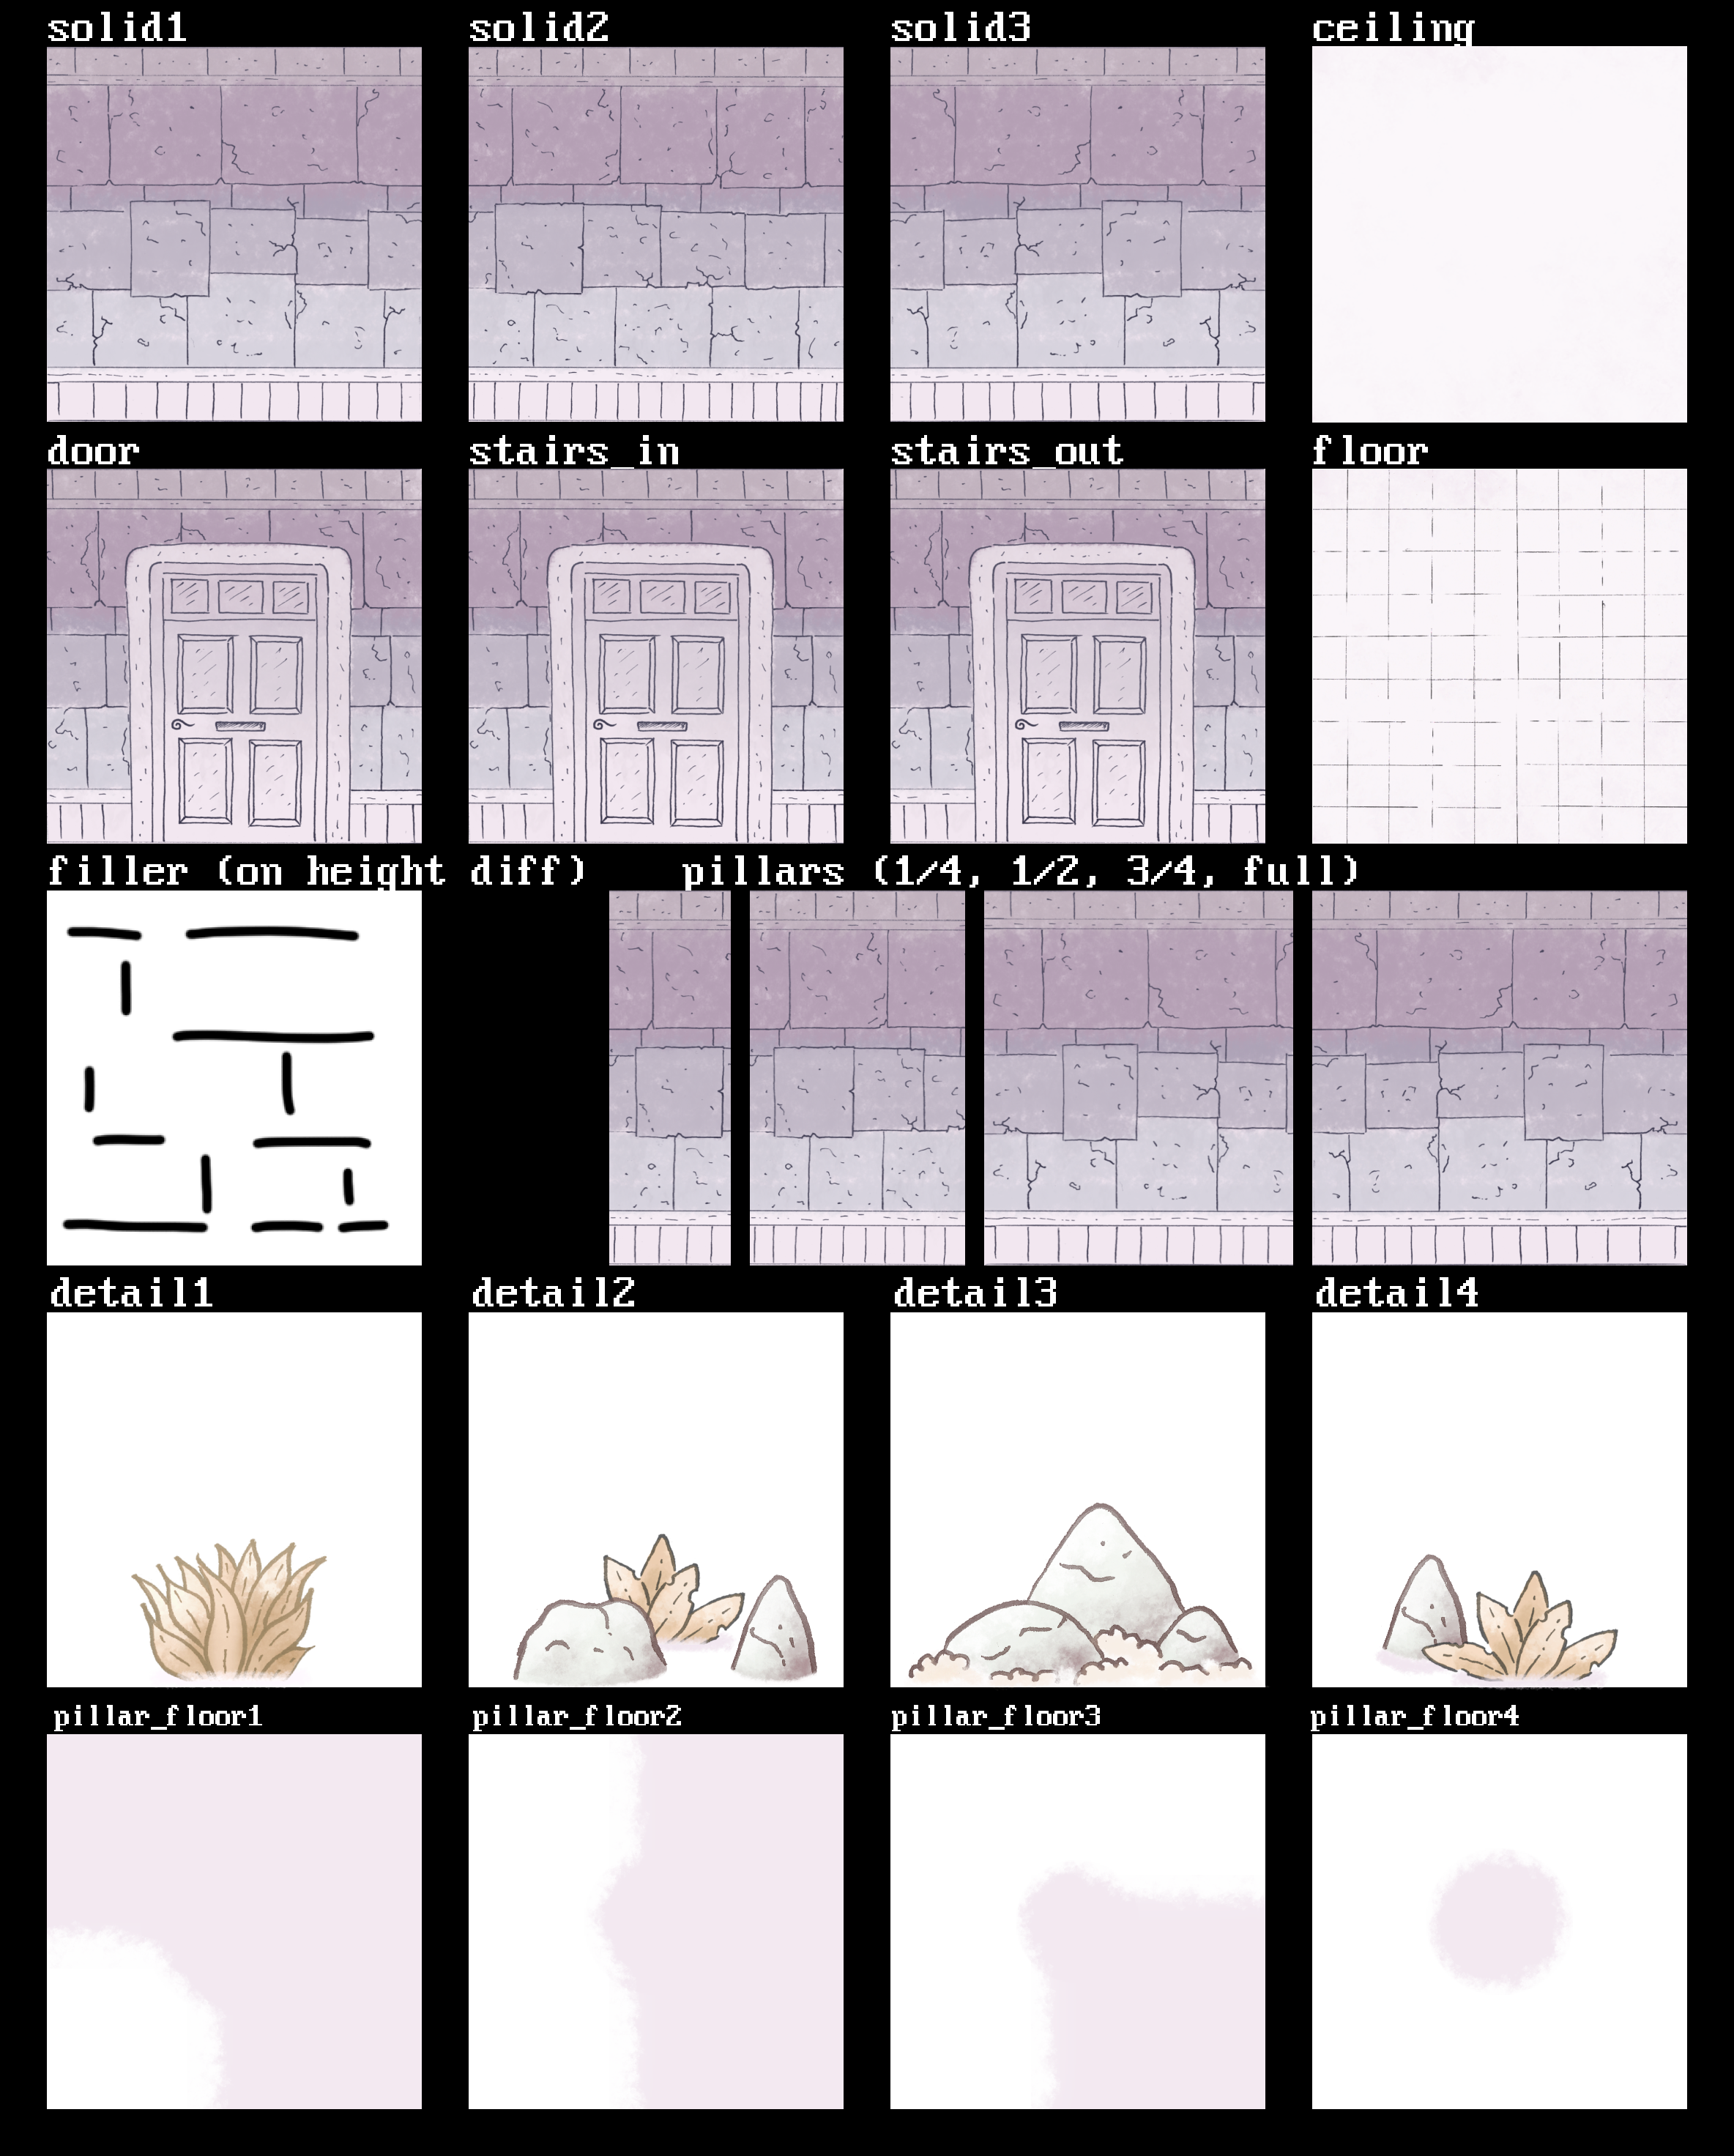 solid1 solid2 solid3 ceiling
door stairs_in stairs_out floor
filler (on height diff) pillars (1/4, 1/2, 3/4, full)
detail1 detail2 detail3 detail4
pillar_floor1 pillar_floor2 pillar_floor3 pillar_floor4